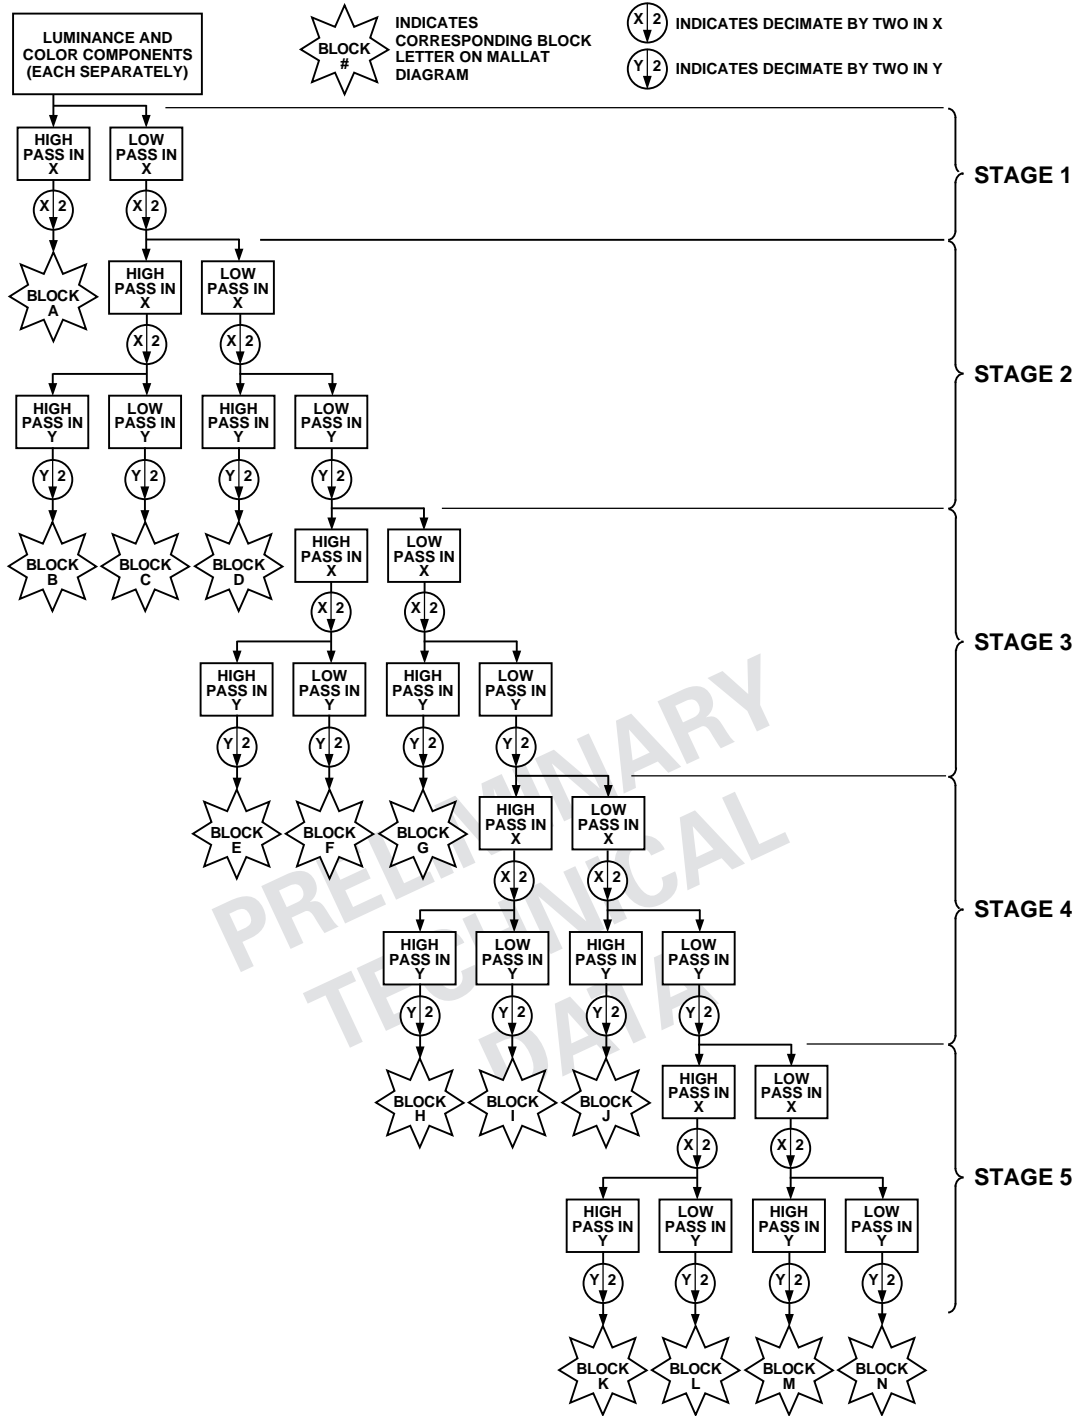 LUMINANCE AND
COLOR COMPONENTS
(EACH SEPARATELY)
BLOCK
#
INDICATES
CORRESPONDING BLOCK
LETTER ON MALLAT
DIAGRAM
X 2
INDICATES DECIMATE BY TWO IN X
Y 2
INDICATES DECIMATE BY TWO IN Y
HIGH
PASS IN
X
LOW
PASS IN
X
STAGE 1
X 2
X 2
BLOCK
A
HIGH
PASS IN
X
LOW
PASS IN
X
X 2
X 2
STAGE 2
HIGH
PASS IN
Y
LOW
PASS IN
Y
HIGH
PASS IN
Y
LOW
PASS IN
Y
Y 2
Y 2
Y 2
Y 2
BLOCK
B
BLOCK
C
BLOCK
D
HIGH
PASS IN
X
LOW
PASS IN
X
X 2
X 2
STAGE 3
HIGH
PASS IN
Y
LOW
PASS IN
Y
HIGH
PASS IN
Y
LOW
PASS IN
Y
Y 2
Y 2
Y 2
Y 2
BLOCK
E
BLOCK
F
BLOCK
G
HIGH
PASS IN
X
LOW
PASS IN
X
X 2
X 2
STAGE 4
HIGH
PASS IN
Y
LOW
PASS IN
Y
HIGH
PASS IN
Y
LOW
PASS IN
Y
Y 2
Y 2
Y 2
Y 2
BLOCK
H
BLOCK
I
BLOCK
J
HIGH
PASS IN
X
LOW
PASS IN
X
X 2
X 2
STAGE 5
HIGH
PASS IN
Y
LOW
PASS IN
Y
HIGH
PASS IN
Y
LOW
PASS IN
Y
Y 2
Y 2
Y 2
Y 2
BLOCK
K
BLOCK
L
BLOCK
M
BLOCK
N
PRELIMINARY
TECHNICAL
DATA